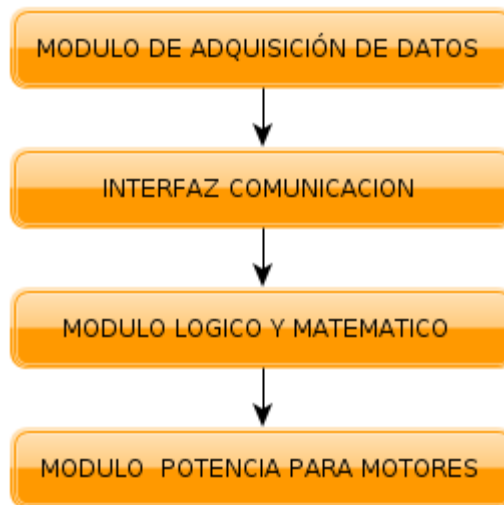 MODULO DE ADQUISICIÓN DE DATOS
INTERFAZ COMUNICACION
MODULO LOGICO Y MATEMATICO
MODULO POTENCIA PARA MOTORES